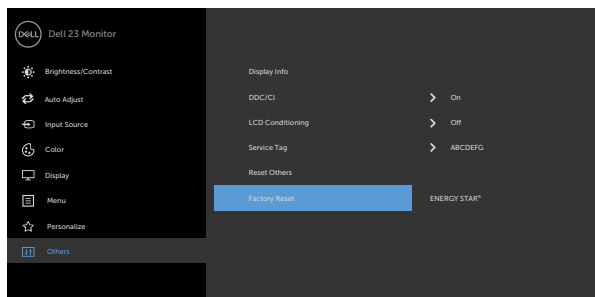 DELL Dell 23 Monitor
Brightness/Contrast
Display Info
Auto Adjust
DDC/CI On
Input Source
LCD Conditioning Off
Color
Service Tag ABCDEFG
Display
Reset Others
Menu
Factory Reset ENERGY STAR®
Personalize
Others